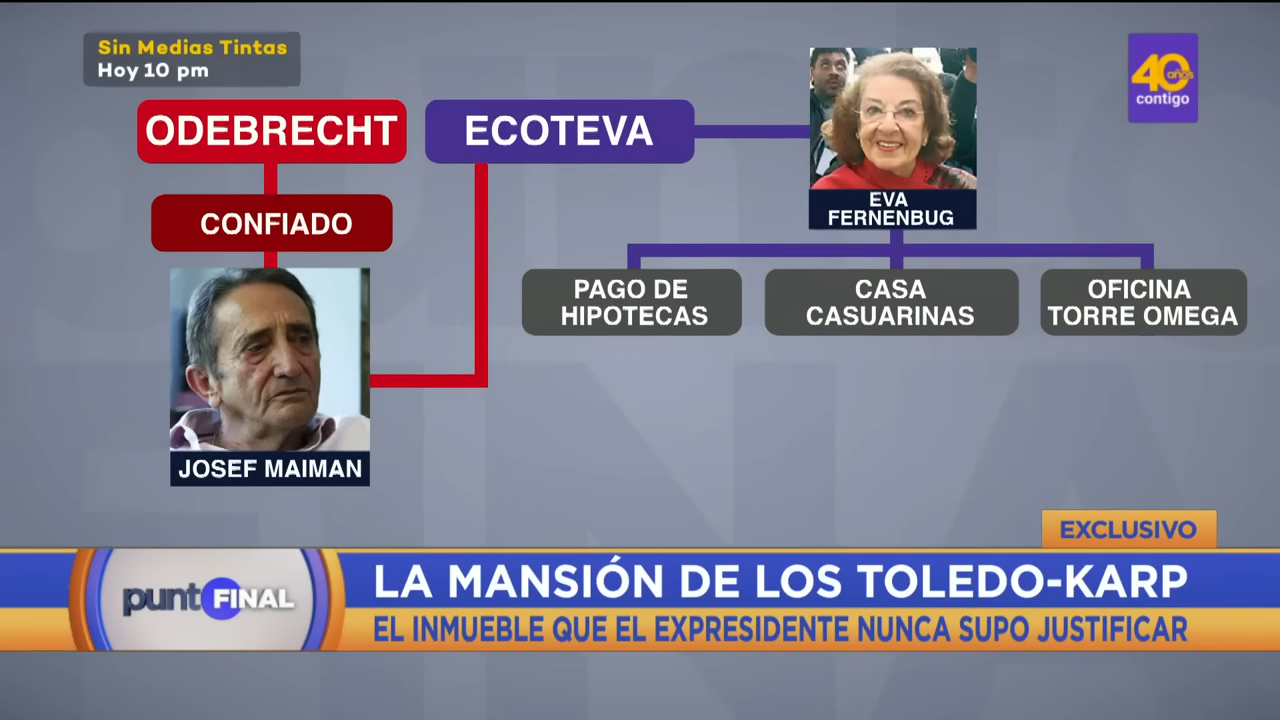 Sin Medias Tintas
Hoy 10 pm
40 años
contigo
ODEBRECHT
ECOTEVA
CONFIADO
EVA
FERNENBUG
PAGO DE
HIPOTECAS
CASA
CASUARINAS
OFICINA
TORRE OMEGA
JOSEF MAIMAN
EXCLUSIVO
punto FINAL
LA MANSIÓN DE LOS TOLEDO-KARP
EL INMUEBLE QUE EL EXPRESIDENTE NUNCA SUPO JUSTIFICAR